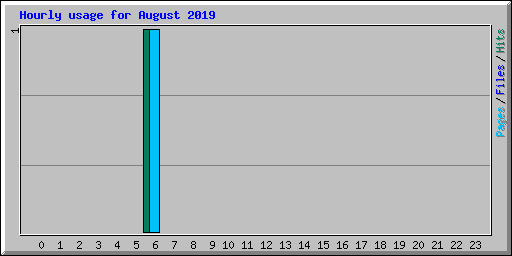 Hourly usage for August 2019
1
Pages/Files/Hits
0 1 2 3 4 5 6 7 8 9 10 11 12 13 14 15 16 17 18 19 20 21 22 23